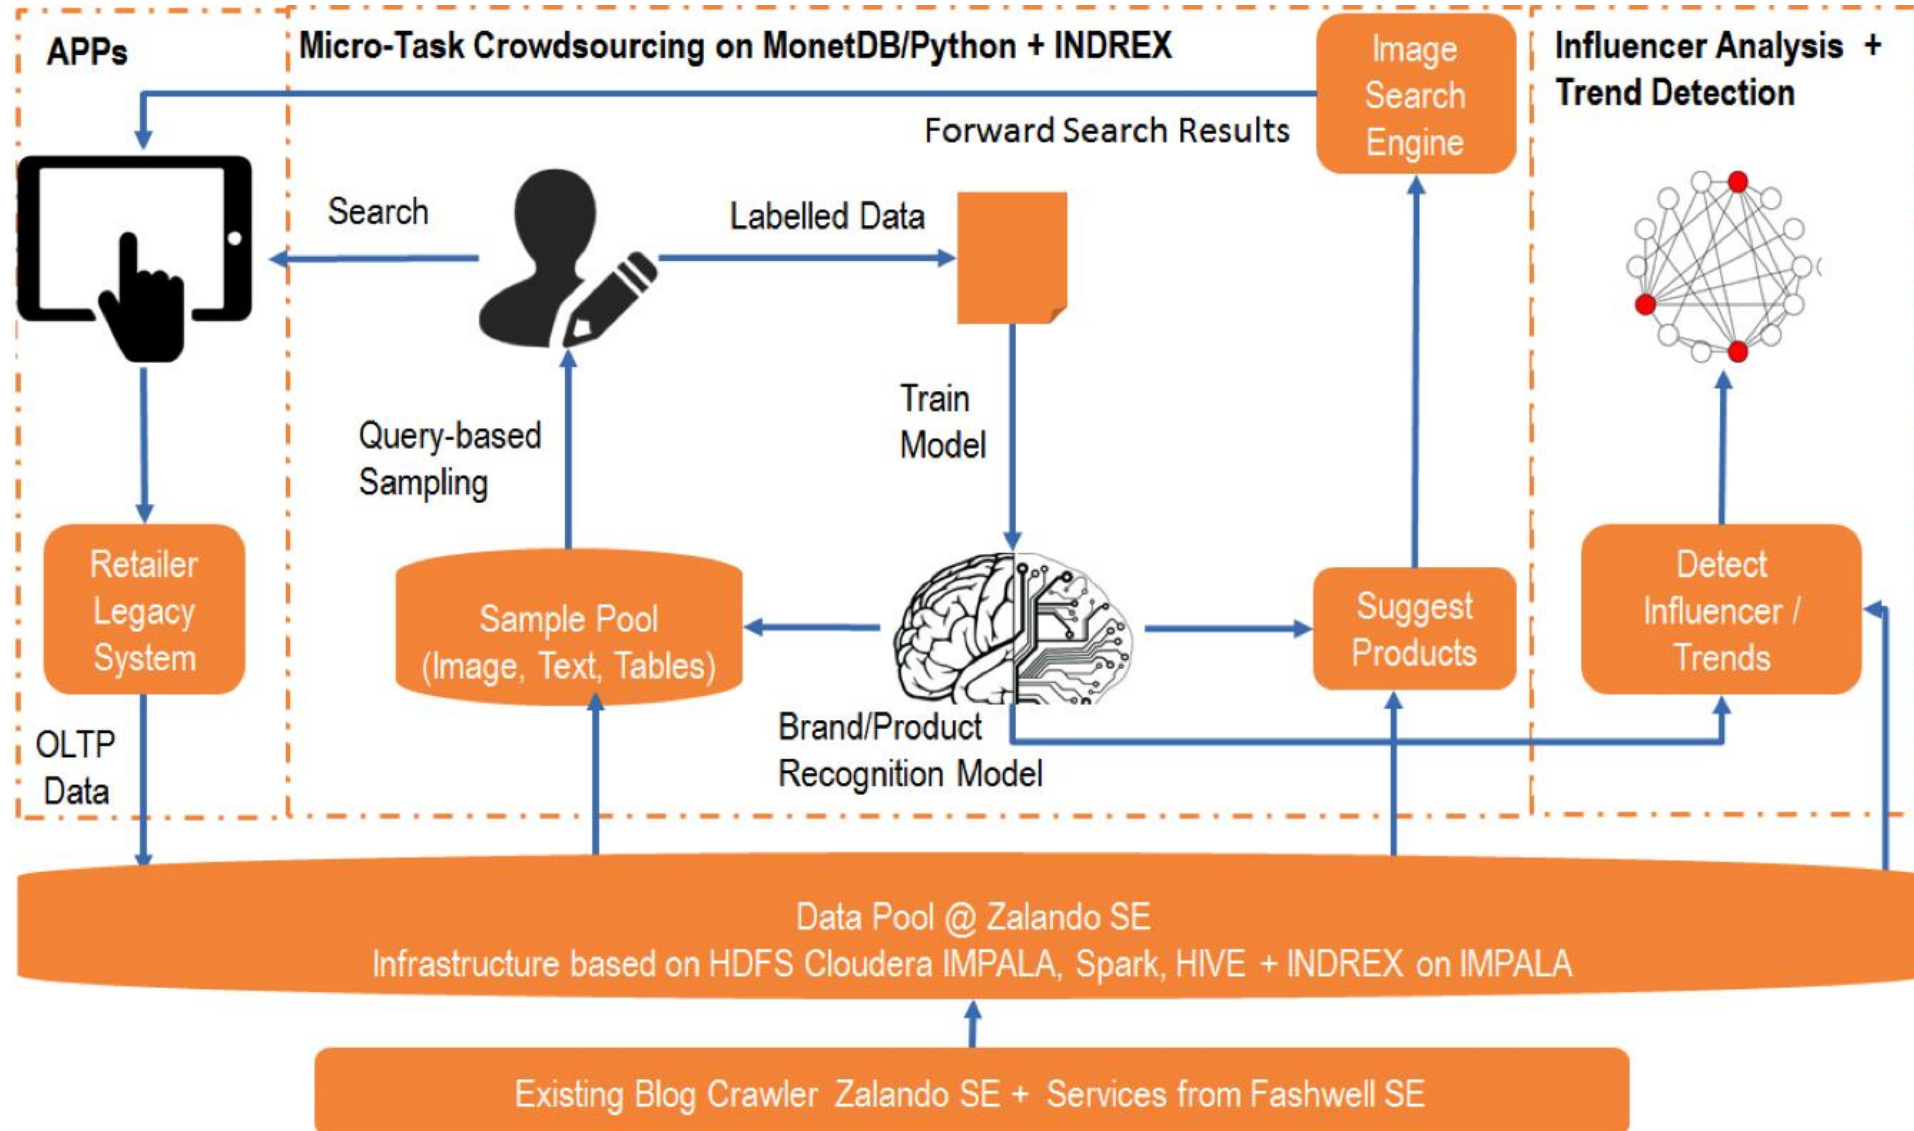 APPs
Micro-Task Crowdsourcing on MonetDB/Python + INDREX
Image
Search
Engine
Influencer Analysis +
Trend Detection
Forward Search Results
Search
Labelled Data
Train
Model
Query-based
Sampling
Retailer
Legacy
System
Sample Pool
(Image, Text, Tables)
Suggest
Products
Detect
Influencer /
Trends
OLTP
Data
Brand/Product
Recognition Model
Data Pool @ Zalando SE
Infrastructure based on HDFS Cloudera IMPALA, Spark, HIVE + INDREX on IMPALA
Existing Blog Crawler Zalando SE + Services from Fashwell SE